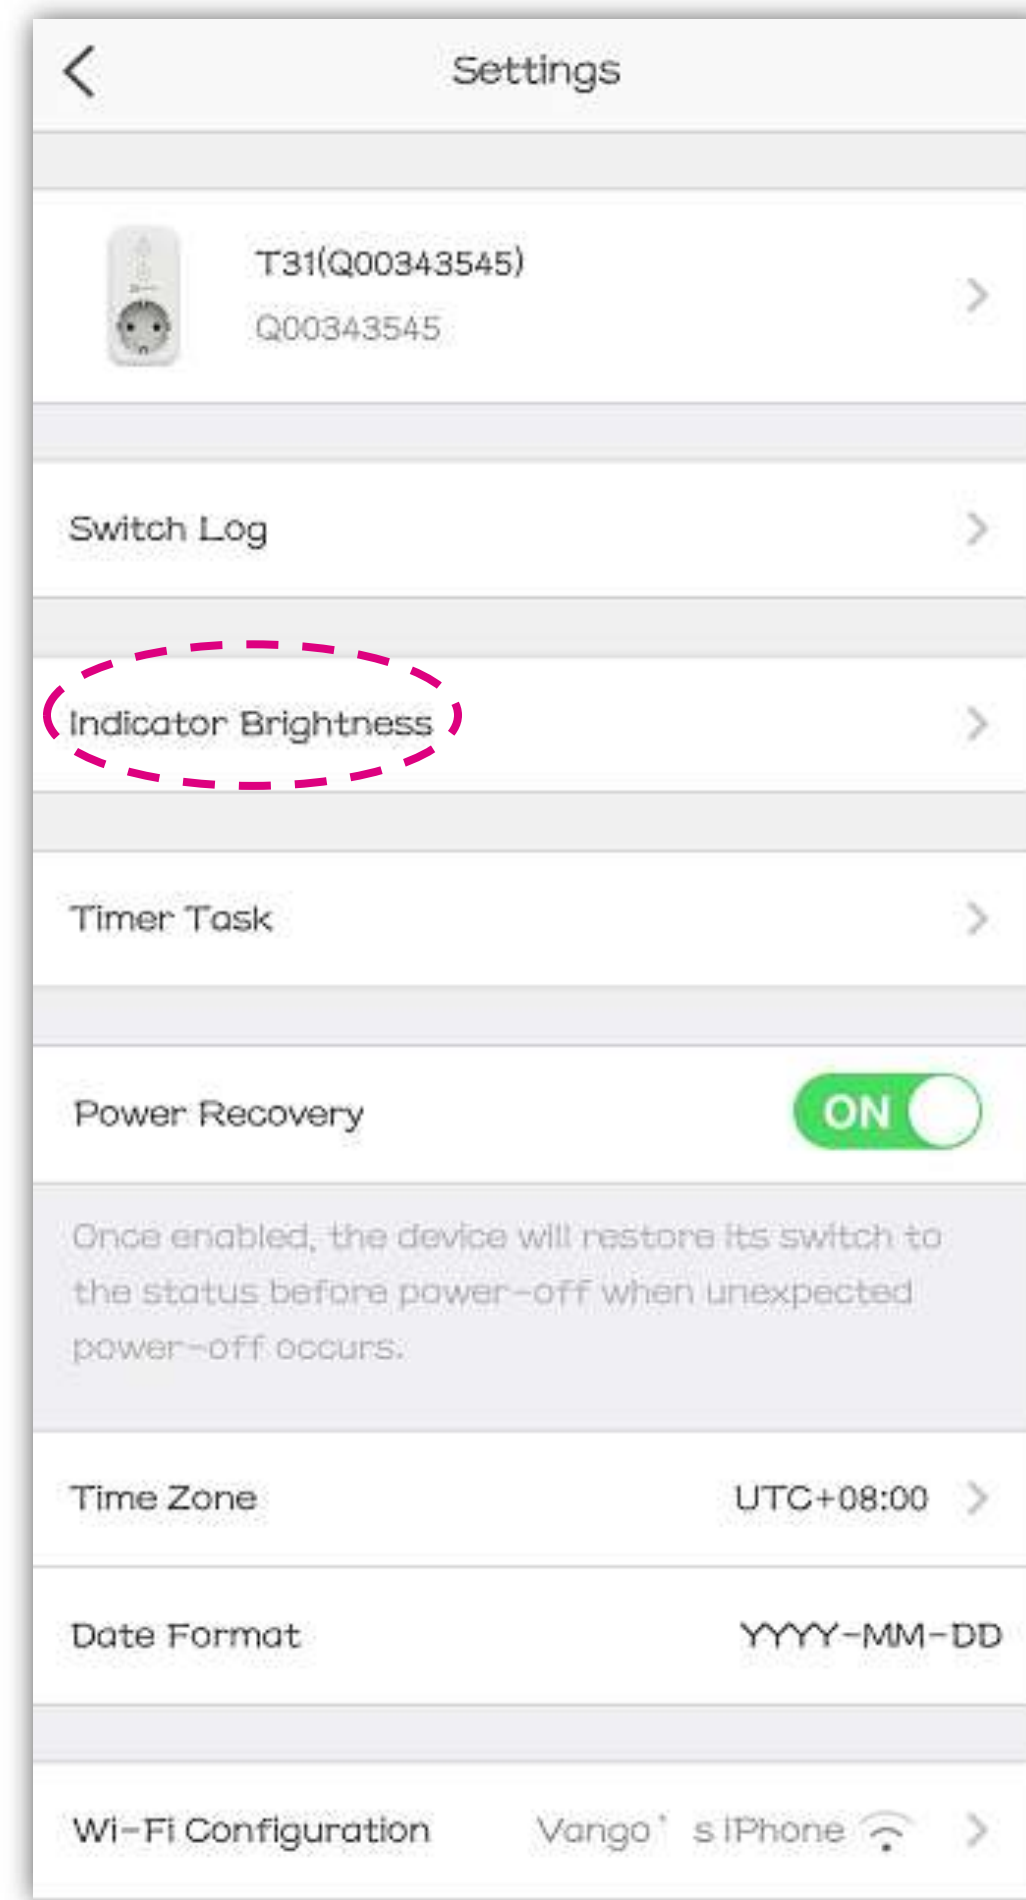 Settings
T31(Q00343545)
Q00343545
Switch Log
Indicator Brightness
Timer Task
Power Recovery ON
Once enabled, the device will restore its switch to
the status before power-off when unexpected
power-off occurs.
Time Zone UTC+08:00
Date Format YYYY-MM-DD
Wi-Fi Configuration Vango' s iPhone